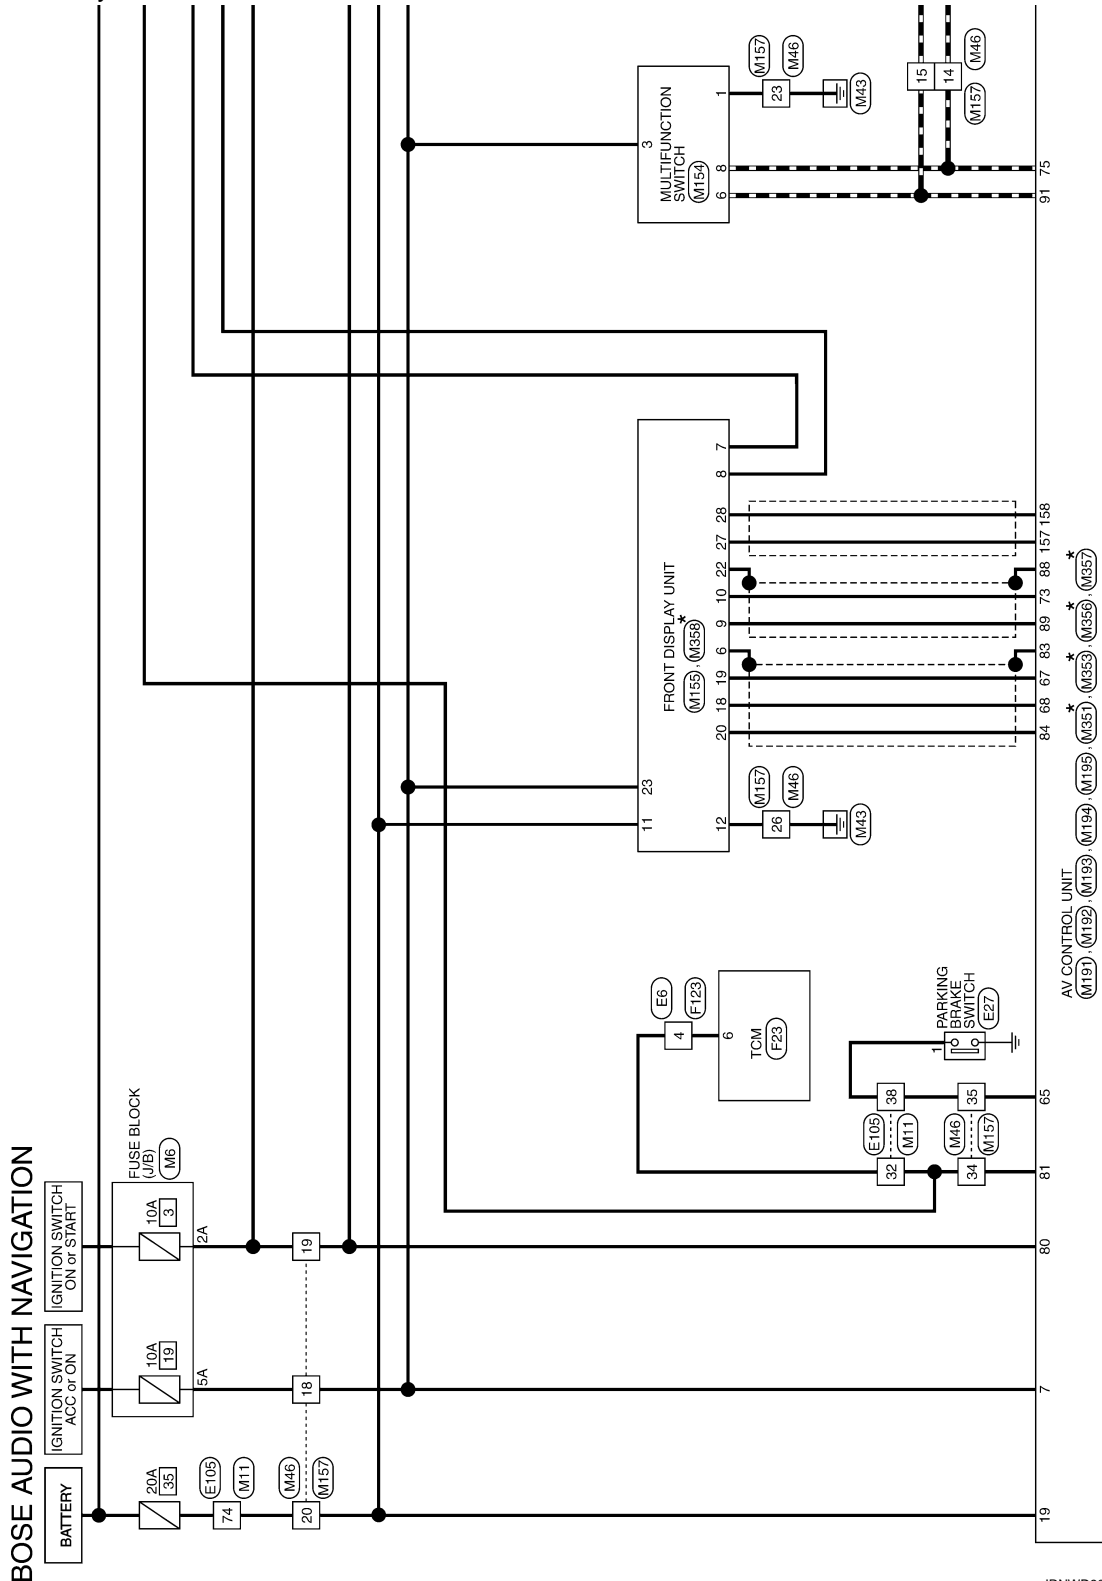 BOSE AUDIO WITH NAVIGATION
BATTERY
IGNITION SWITCH
ACC or ON
IGNITION SWITCH
ON or START
20A
35
10A
19
10A
3
FUSE BLOCK
(J/B)
M6
5A
2A
74
E105
M11
20
M46
M157
18
19
19
7
80
81
65
32
E105
M11
38
34
M46
M157
35
4
E6
F123
6
TCM
F23
1
PARKING
BRAKE
SWITCH
E27
11
23
FRONT DISPLAY UNIT
M155 , M358 *
12
20
18
19
6
9
10
22
27
28
8
7
26
M157
M46
M43
84
68
67
83
89
73
88
157
158
3
MULTIFUNCTION
SWITCH
M154
6
8
1
23
M157
M46
M43
15
14
M157
M46
91
75
AV CONTROL UNIT
M191 , M192 , M193 , M194 , M195 , M351 * , M353 * , M356 * , M357 *